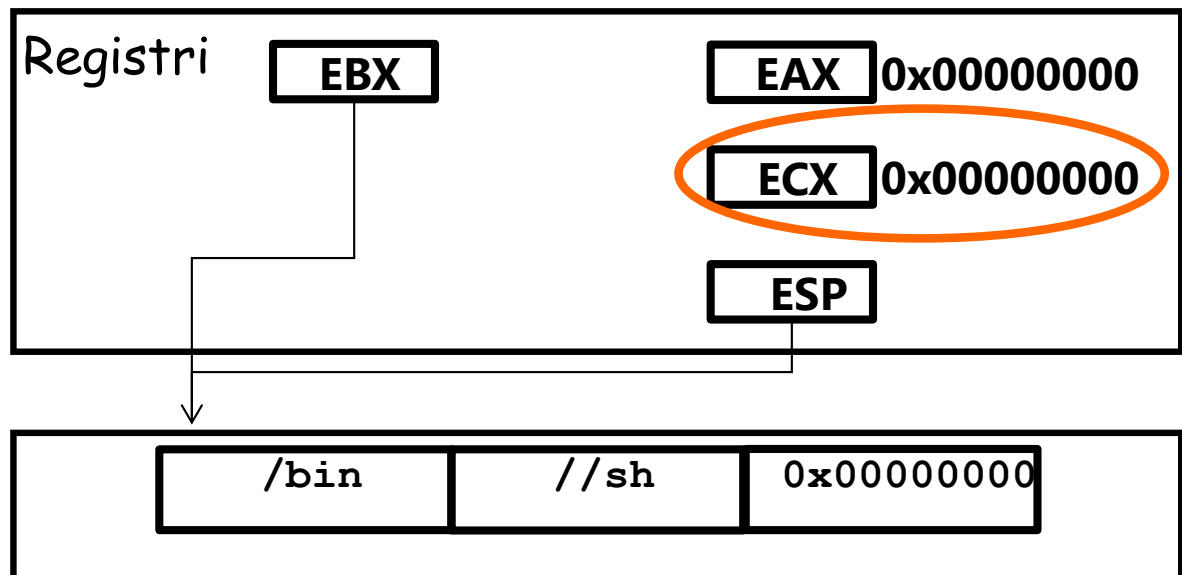 Registri
EBX
EAX 0x00000000
ECX 0x00000000
ESP
/bin //sh 0x00000000